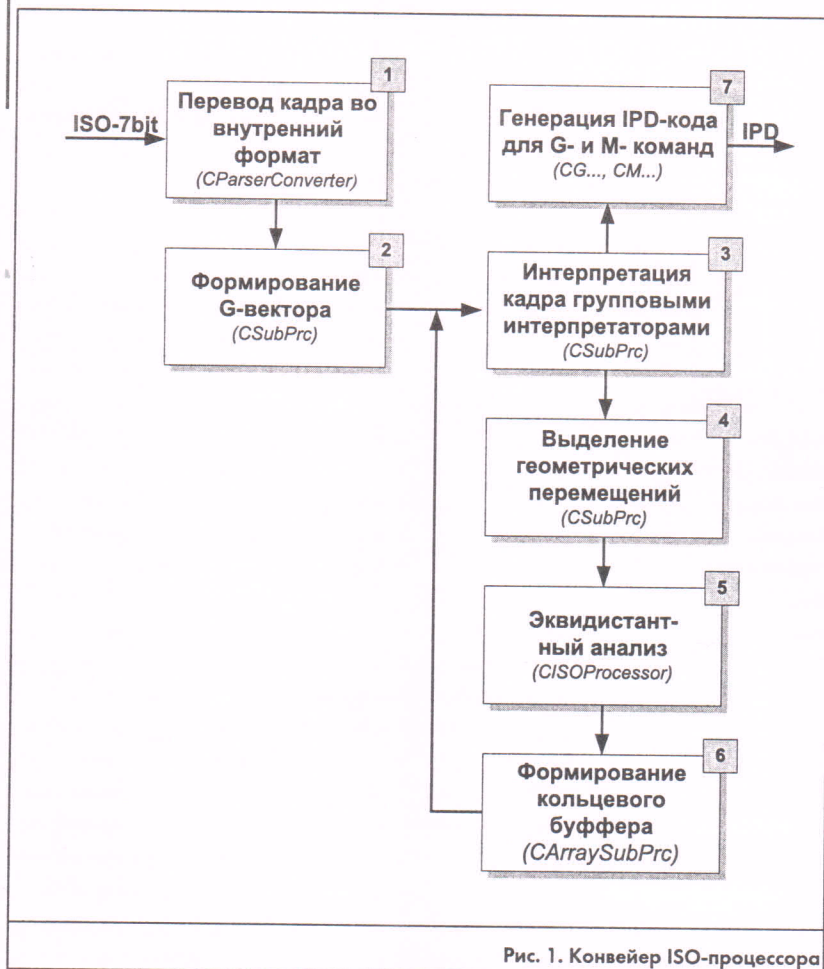 ISO-7bit
1
Перевод кадра во
внутренний
формат
(CParserConverter)
2
Формирование
G-вектора
(CSubPrc)
7
Генерация IPD-кода
для G- и M- команд
(CG..., CM...)
IPD
3
Интерпретация
кадра групповыми
интерпретаторами
(CSubPrc)
4
Выделение
геометрических
перемещений
(CSubPrc)
5
Эквидистант-
ный анализ
(CISOProcessor)
6
Формирование
кольцевого
буффера
(CArraySubPrc)
Рис. 1. Конвейер ISO-процессора